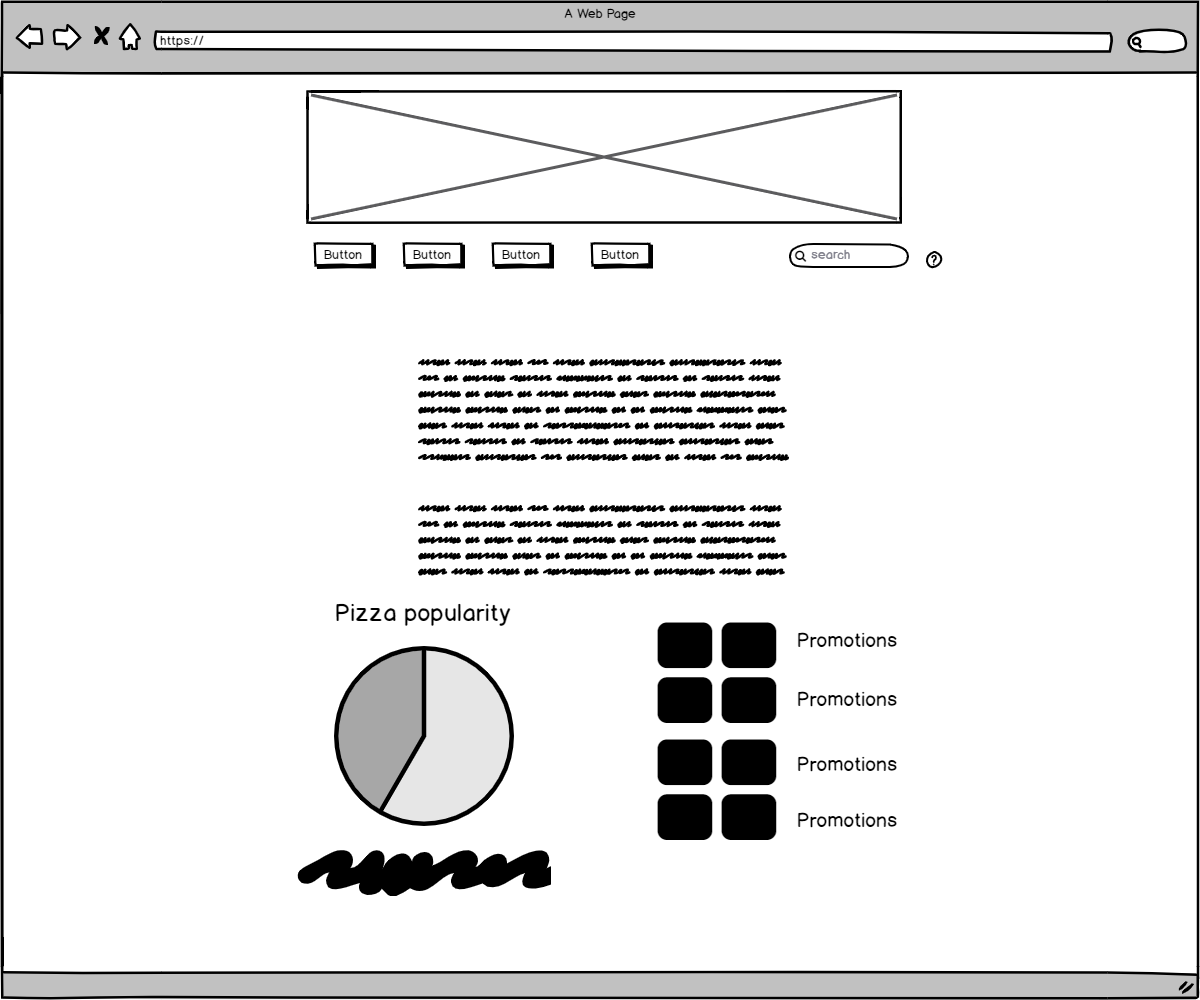 A Web Page
https://
Button Button Button Button search ?
Pizza popularity
Promotions
Promotions
Promotions
Promotions